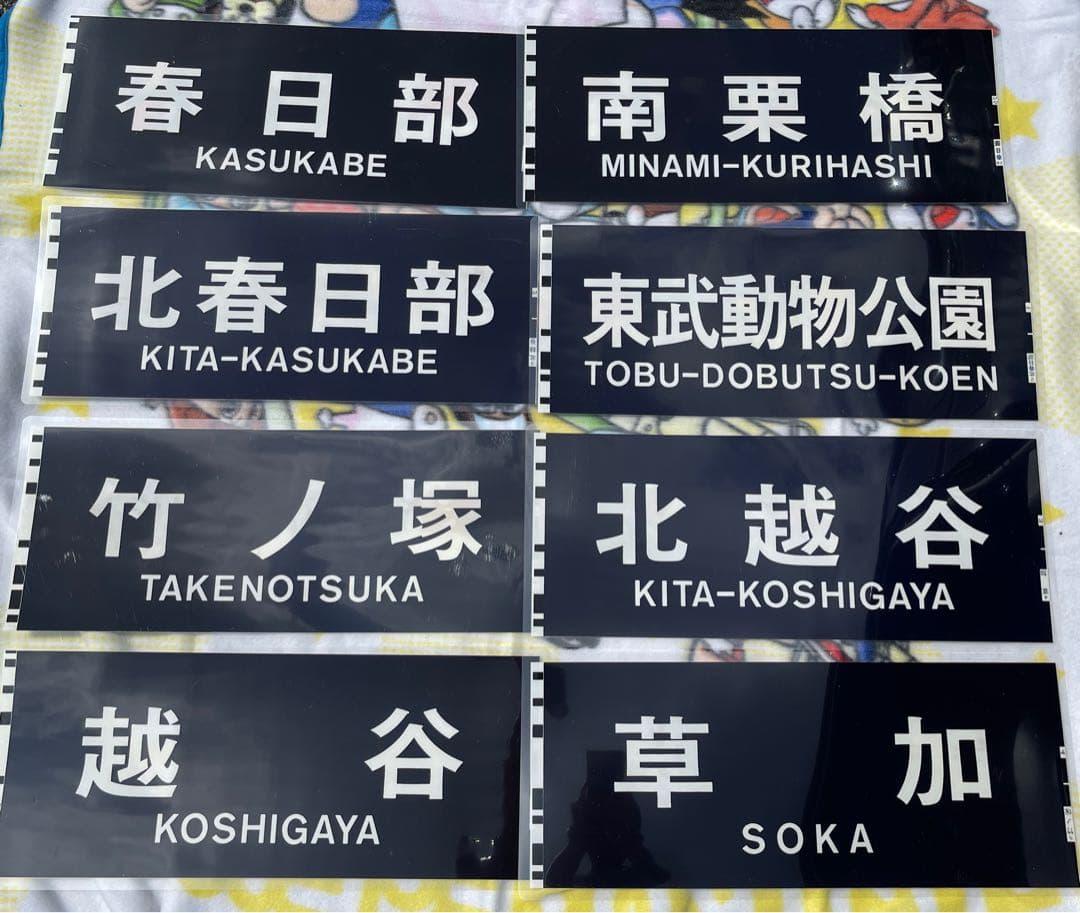 春日部
KASUKABE
南栗橋
MINAMI-KURIHASHI
北春日部
KITA-KASUKABE
東武動物公園
TOBU-DOBUTSU-KOEN
竹ノ塚
TAKENOTSUKA
北越谷
KITA-KOSHIGAYA
越谷
KOSHIGAYA
草加
SOKA